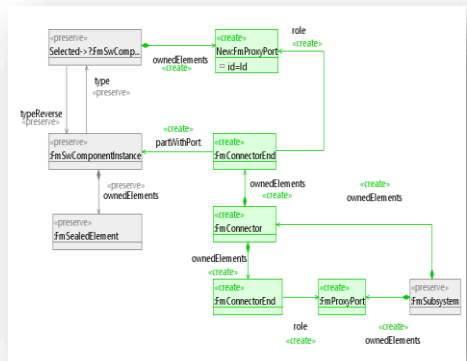 «preserve»
Selected->?:FmSwComp...
«create»
New:FmProxyPort
id=Id
role
«create»
ownedElements
«create»
type
«preserve»
typeReverse
«preserve»
«preserve»
:FmSwComponentInstance
partWithPort
«create»
«create»
:FmConnectorEnd
«preserve»
ownedElements
ownedElements
«create»
«create»
ownedElements
«preserve»
:FmSealedElement
«create»
:FmConnector
ownedElements
«create»
«create»
:FmConnectorEnd
«create»
:FmProxyPort
«preserve»
:FmSubsystem
role
«create»
«create»
ownedElements